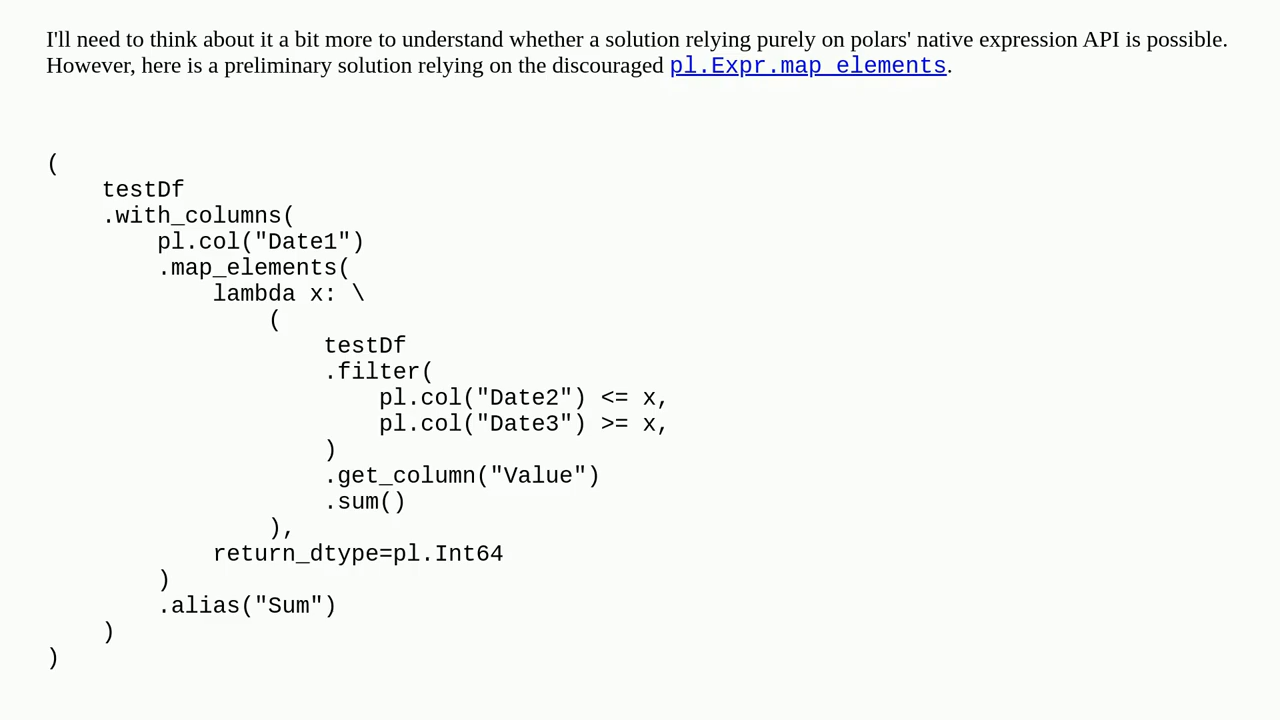 I'll need to think about it a bit more to understand whether a solution relying purely on polars' native expression API is possible.
However, here is a preliminary solution relying on the discouraged pl.Expr.map_elements.
(
    testDf
    .with_columns(
        pl.col("Date1")
        .map_elements(
            lambda x: \
                (
                    testDf
                    .filter(
                        pl.col("Date2") <= x,
                        pl.col("Date3") >= x,
                    )
                    .get_column("Value")
                    .sum()
                ),
            return_dtype=pl.Int64
        )
        .alias("Sum")
    )
)